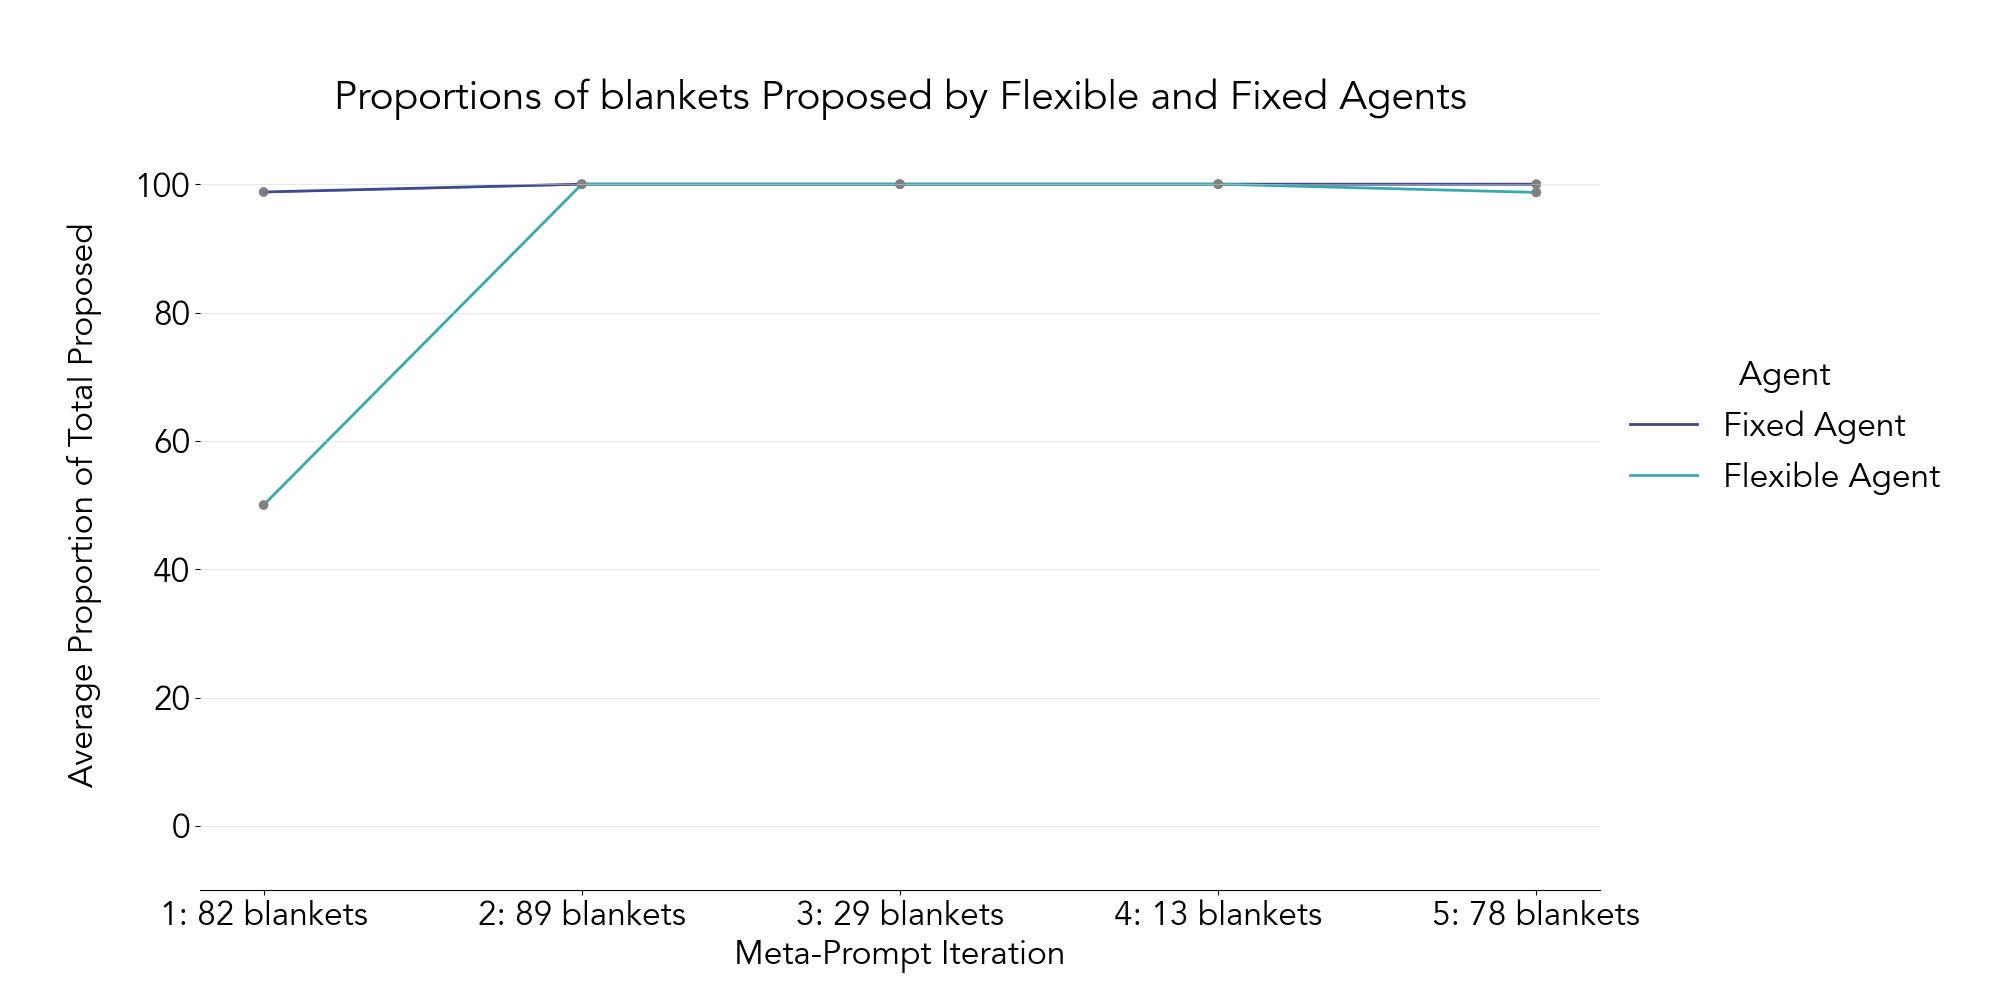 Proportions of blankets Proposed by Flexible and Fixed Agents
Average Proportion of Total Proposed
100
80
60
40
20
0
1: 82 blankets
2: 89 blankets
3: 29 blankets
4: 13 blankets
5: 78 blankets
Meta-Prompt Iteration
Agent
Fixed Agent
Flexible Agent